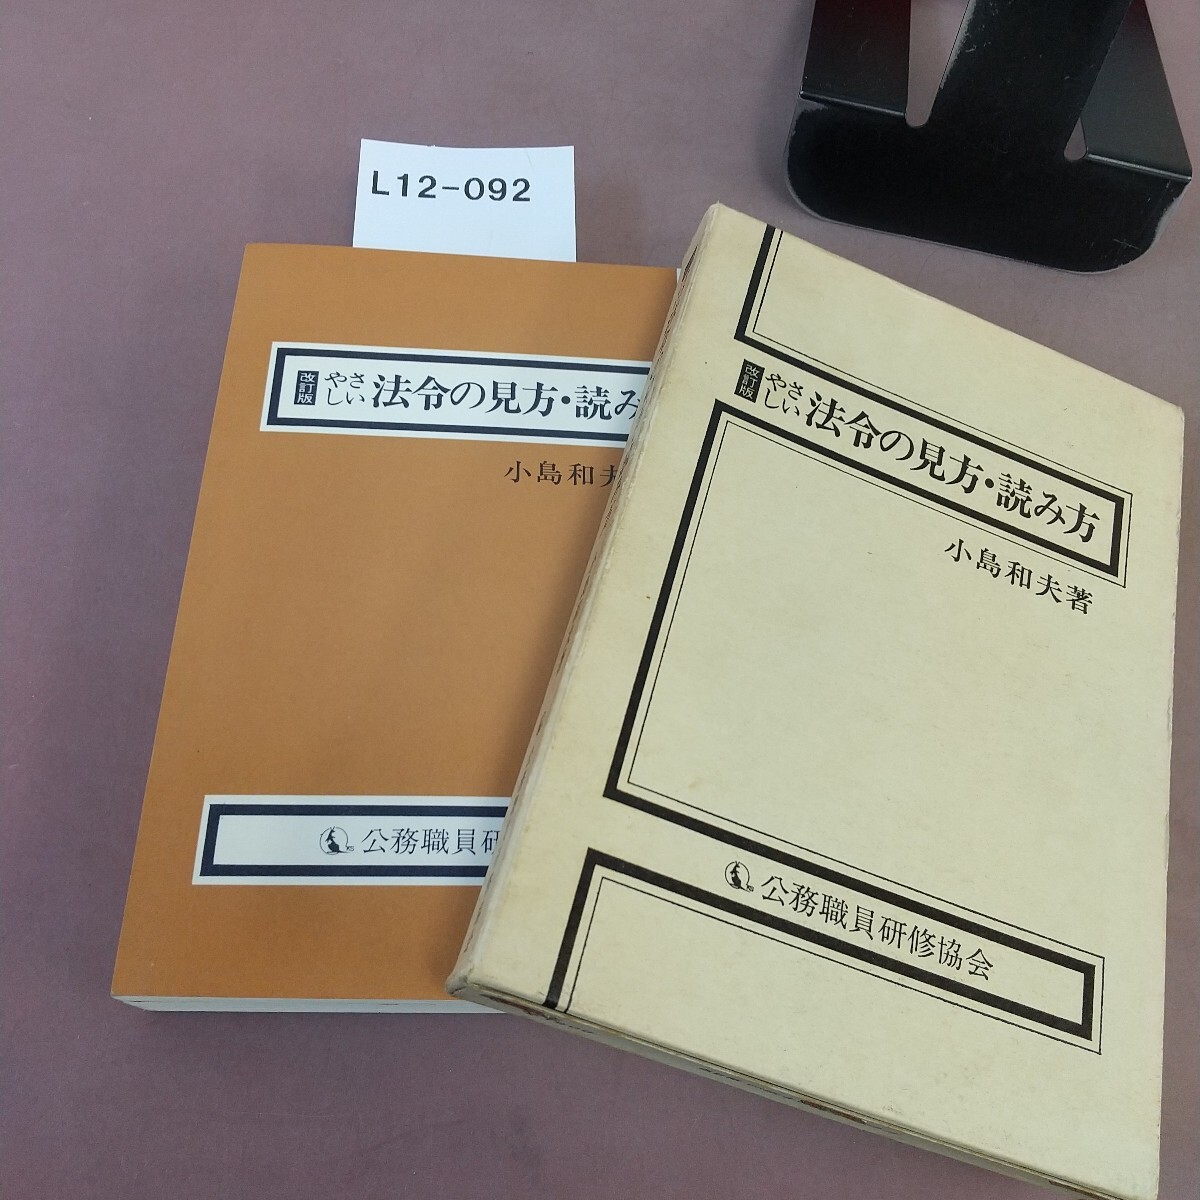 L12-092
改訂版 やさしい 法令の見方・読み
小島和夫
公務職員研
改訂版 やさしい 法令の見方・読み方
小島和夫著
公務職員研修協会